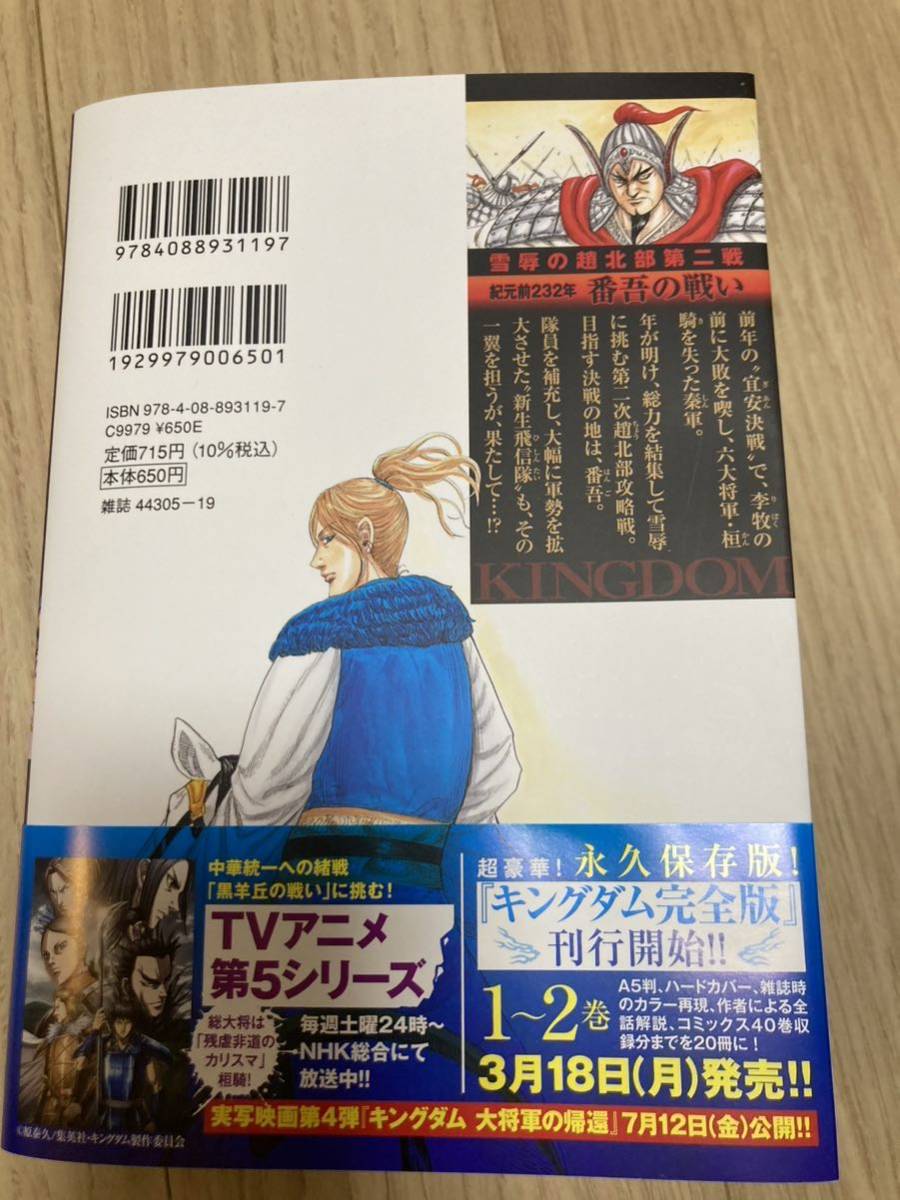 9784088931197
1929979006501
ISBN 978-4-08-893119-7
C9979 ¥650E
定価715円(10%税込)
本体650円
雑誌 44305-19
雪辱の趙北部第二戦
紀元前232年 番吾の戦い
前年の〝宜安決戦〟で、李牧の
前に大敗を喫し、六大将軍・桓
騎を失った秦軍。
年が明け、総力を結集して雪辱
に挑む第二次趙北部攻略戦。
目指す決戦の地は、番吾。
隊員を補充し、大幅に軍勢を拡
大させた〝新生飛信隊〟も、その
一翼を担うが、果たして…!?
KINGDOM
中華統一への緒戦
「黒羊丘の戦い」に挑む!
TVアニメ
第5シリーズ
総大将は
「残虐非道の
カリスマ」
桓騎!
毎週土曜24時〜
NHK総合にて
放送中!!
超豪華! 永久保存版!
『キングダム完全版』
刊行開始!!
1〜2巻
A5判、ハードカバー、雑誌時
のカラー再現、作者による全
話解説、コミックス40巻収
録分までを20冊に!
3月18日(月)発売!!
実写映画第4弾『キングダム 大将軍の帰還』7月12日(金)公開!!
©原泰久/集英社・キングダム製作委員会